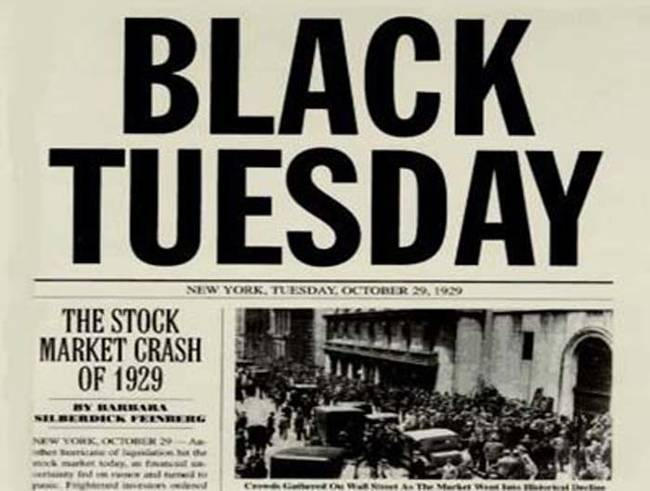 BLACK
TUESDAY
NEW YORK, TUESDAY, OCTOBER 29, 1929
THE STOCK
MARKET CRASH
OF 1929
BY BARBARA
SILBERDICK FEINBERG
NEW YORK, OCTOBER 29 — An-
other hurricane of liquidation hit the
stock market today, as financial un-
certainty fed on rumor and turned to
panic. Frightened investors ordered
Crowds Gathered On Wall Street As The Market Went Into Historical Decline